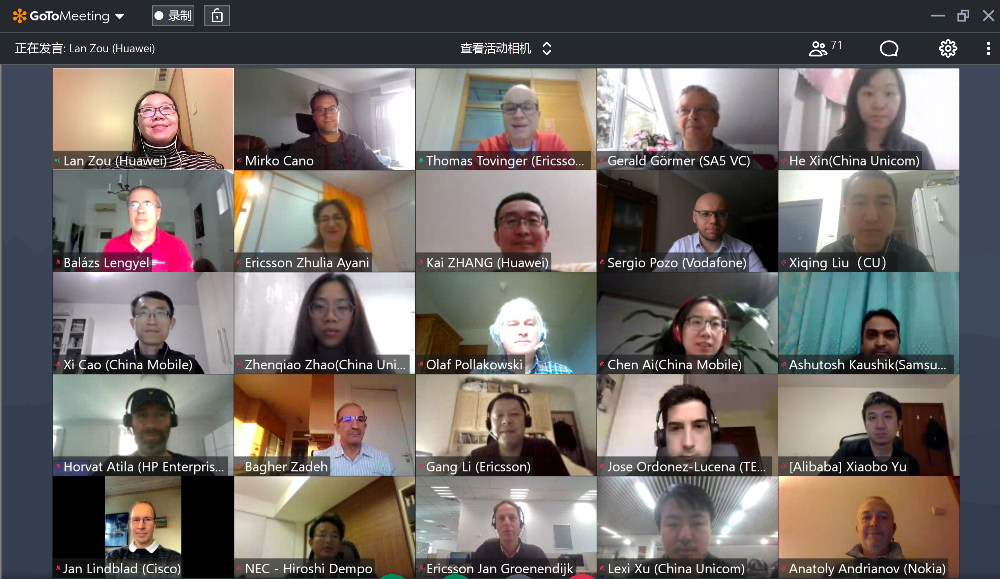 GoToMeeting
录制
正在发言: Lan Zou (Huawei)
查看活动相机
71
Lan Zou (Huawei)
Mirko Cano
Thomas Tovinger (Ericsso...
Gerald Görmer (SA5 VC)
He Xin(China Unicom)
Balázs Lengyel
Ericsson Zhulia Ayani
Kai ZHANG (Huawei)
Sergio Pozo (Vodafone)
Xiqing Liu（CU）
Xi Cao (China Mobile)
Zhenqiao Zhao(China Uni...
Olaf Pollakowski
Chen Ai(China Mobile)
Ashutosh Kaushik(Samsu...
Horvat Atila (HP Enterpris...
Bagher Zadeh
Gang Li (Ericsson)
Jose Ordonez-Lucena (TE...
[Alibaba] Xiaobo Yu
Jan Lindblad (Cisco)
NEC - Hiroshi Dempo
Ericsson Jan Groenendijk
Lexi Xu (China Unicom)
Anatoly Andrianov (Nokia)